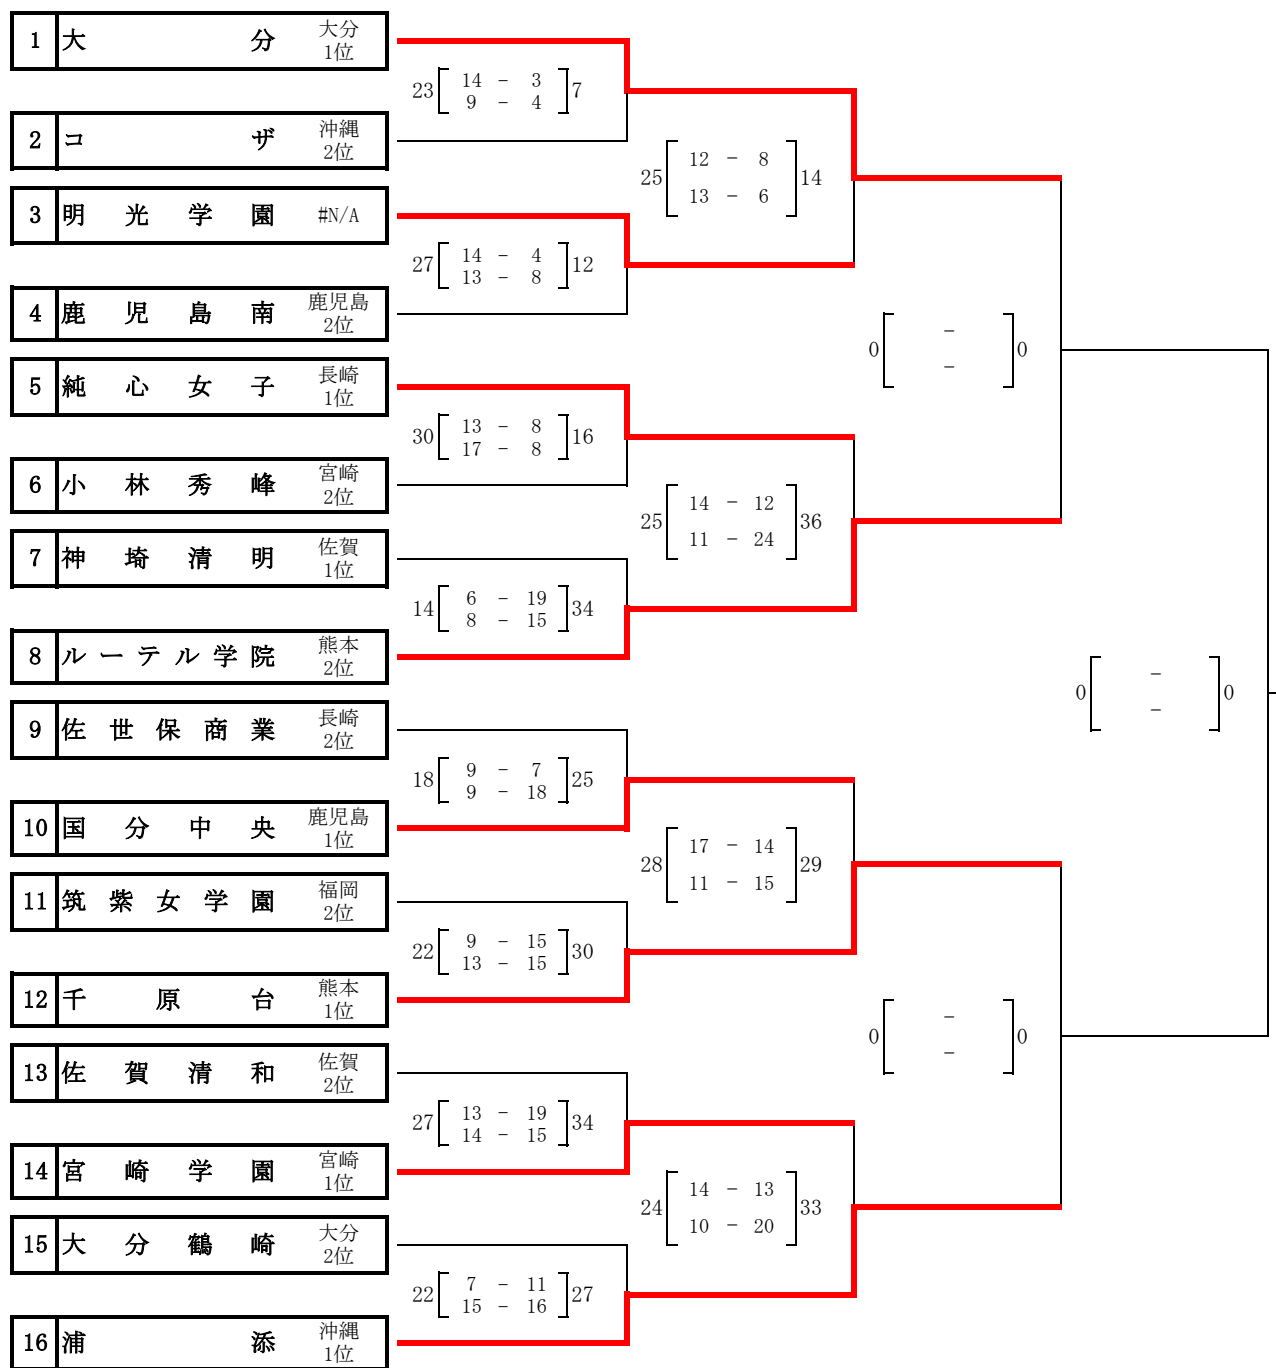 1 大分 大分 1位
23 14 - 3 7
9 - 4
2 コザ 沖縄 2位
25 12 - 8 14
13 - 6
3 明光学園 #N/A
27 14 - 4 12
13 - 8
4 鹿児島南 鹿児島 2位
0 - 0
-
5 純心女子 長崎 1位
30 13 - 8 16
17 - 8
6 小林秀峰 宮崎 2位
25 14 - 12 36
11 - 24
7 神埼清明 佐賀 1位
14 6 - 19 34
8 - 15
8 ルーテル学院 熊本 2位
0 - 0
-
9 佐世保商業 長崎 2位
18 9 - 7 25
9 - 18
10 国分中央 鹿児島 1位
28 17 - 14 29
11 - 15
11 筑紫女学園 福岡 2位
22 9 - 15 30
13 - 15
12 千原台 熊本 1位
0 - 0
-
13 佐賀清和 佐賀 2位
27 13 - 19 34
14 - 15
14 宮崎学園 宮崎 1位
24 14 - 13 33
10 - 20
15 大分鶴崎 大分 2位
22 7 - 11 27
15 - 16
16 浦添 沖縄 1位